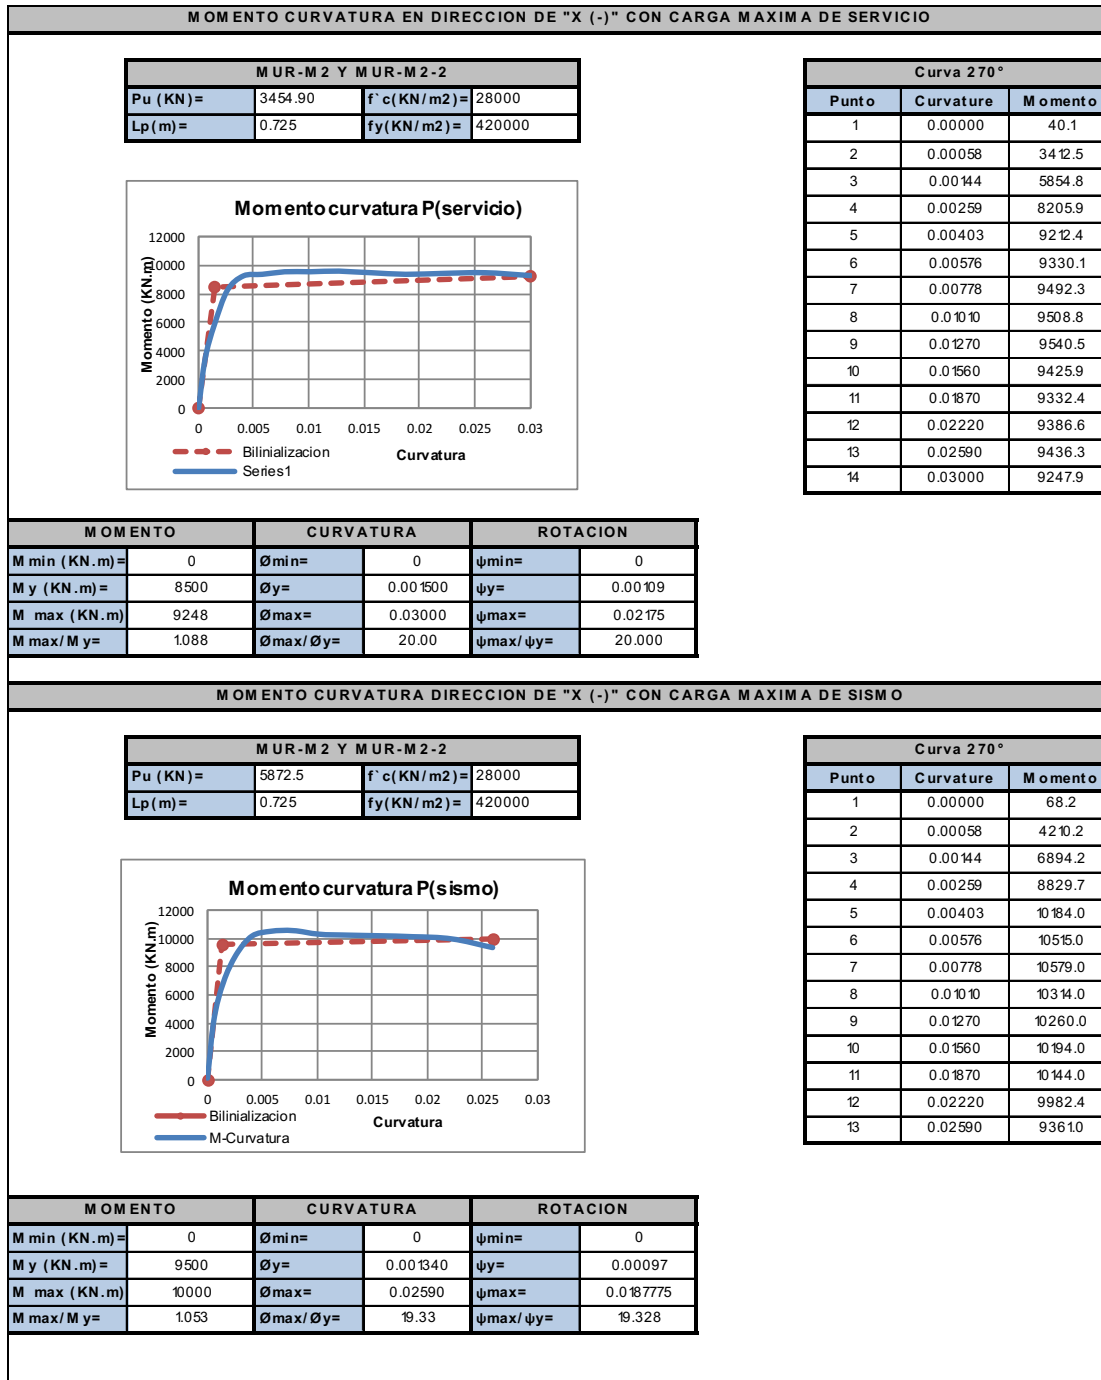 MOMENTO CURVATURA EN DIRECCION DE "X (-)" CON CARGA MAXIMA DE SERVICIO
MUR-M2 Y MUR-M2-2
Pu (KN)= 3454.90 f`c(KN/m2)= 28000
Lp(m)= 0.725 fy(KN/m2)= 420000
Curva 270°
Punto Curvature Momento
1 0.00000 40.1
2 0.00058 3412.5
3 0.00144 5854.8
4 0.00259 8205.9
5 0.00403 9212.4
6 0.00576 9330.1
7 0.00778 9492.3
8 0.01010 9508.8
9 0.01270 9540.5
10 0.01560 9425.9
11 0.01870 9332.4
12 0.02220 9386.6
13 0.02590 9436.3
14 0.03000 9247.9
Momento curvatura P(servicio)
Momento (KN.m)
12000
10000
8000
6000
4000
2000
0
0 0.005 0.01 0.015 0.02 0.025 0.03
Curvatura
Bilinializacion
Series1
MOMENTO CURVATURA ROTACION
M min (KN.m)= 0 Ømin= 0 ψmin= 0
M y (KN.m)= 8500 Øy= 0.001500 ψy= 0.00109
M max (KN.m) 9248 Ømax= 0.03000 ψmax= 0.02175
M max/M y= 1.088 Ømax/Øy= 20.00 ψmax/ψy= 20.000
MOMENTO CURVATURA DIRECCION DE "X (-)" CON CARGA MAXIMA DE SISMO
MUR-M2 Y MUR-M2-2
Pu (KN)= 5872.5 f`c(KN/m2)= 28000
Lp(m)= 0.725 fy(KN/m2)= 420000
Curva 270°
Punto Curvature Momento
1 0.00000 68.2
2 0.00058 4210.2
3 0.00144 6894.2
4 0.00259 8829.7
5 0.00403 10184.0
6 0.00576 10515.0
7 0.00778 10579.0
8 0.01010 10314.0
9 0.01270 10260.0
10 0.01560 10194.0
11 0.01870 10144.0
12 0.02220 9982.4
13 0.02590 9361.0
Momento curvatura P(sismo)
Momento (KN.m)
12000
10000
8000
6000
4000
2000
0
0 0.005 0.01 0.015 0.02 0.025 0.03
Curvatura
Bilinializacion
M-Curvatura
MOMENTO CURVATURA ROTACION
M min (KN.m)= 0 Ømin= 0 ψmin= 0
M y (KN.m)= 9500 Øy= 0.001340 ψy= 0.00097
M max (KN.m) 10000 Ømax= 0.02590 ψmax= 0.0187775
M max/M y= 1.053 Ømax/Øy= 19.33 ψmax/ψy= 19.328